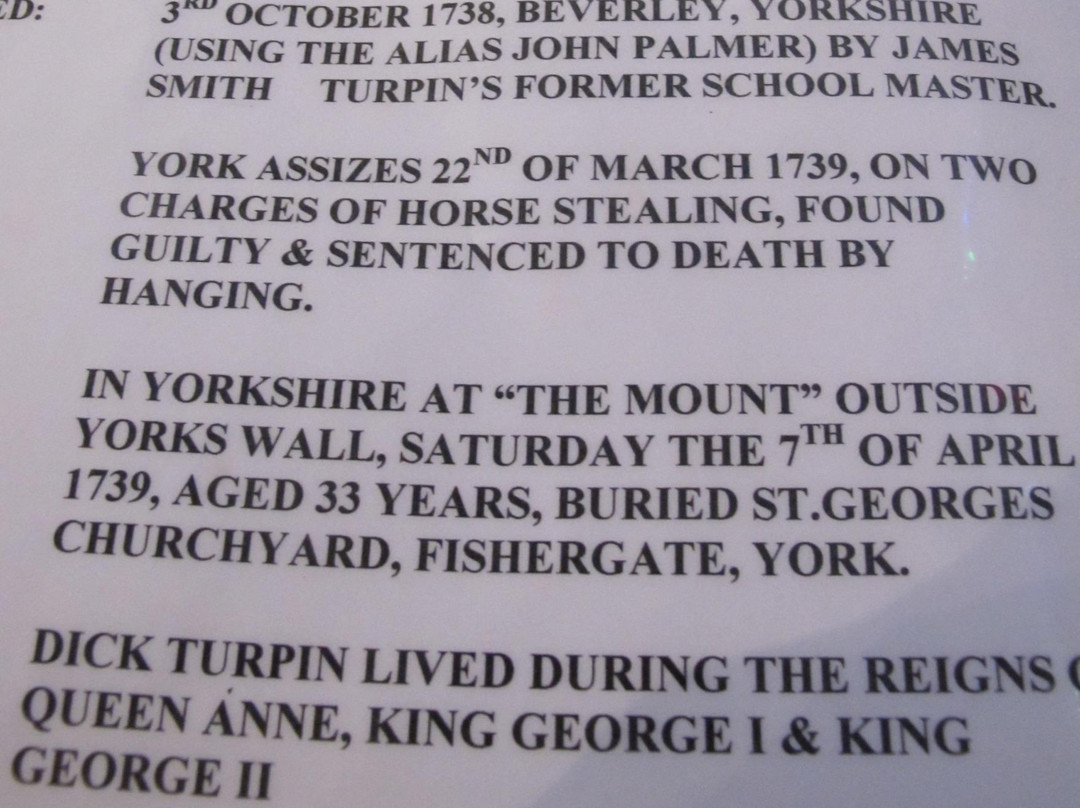 ED: 3RD OCTOBER 1738, BEVERLEY, YORKSHIRE
(USING THE ALIAS JOHN PALMER) BY JAMES
SMITH TURPIN'S FORMER SCHOOL MASTER.
YORK ASSIZES 22ND OF MARCH 1739, ON TWO
CHARGES OF HORSE STEALING, FOUND
GUILTY & SENTENCED TO DEATH BY
HANGING.
IN YORKSHIRE AT “THE MOUNT” OUTSIDE
YORKS WALL, SATURDAY THE 7TH OF APRIL
1739, AGED 33 YEARS, BURIED ST.GEORGES
CHURCHYARD, FISHERGATE, YORK.
DICK TURPIN LIVED DURING THE REIGNS
QUEEN ANNE, KING GEORGE I & KING
GEORGE II